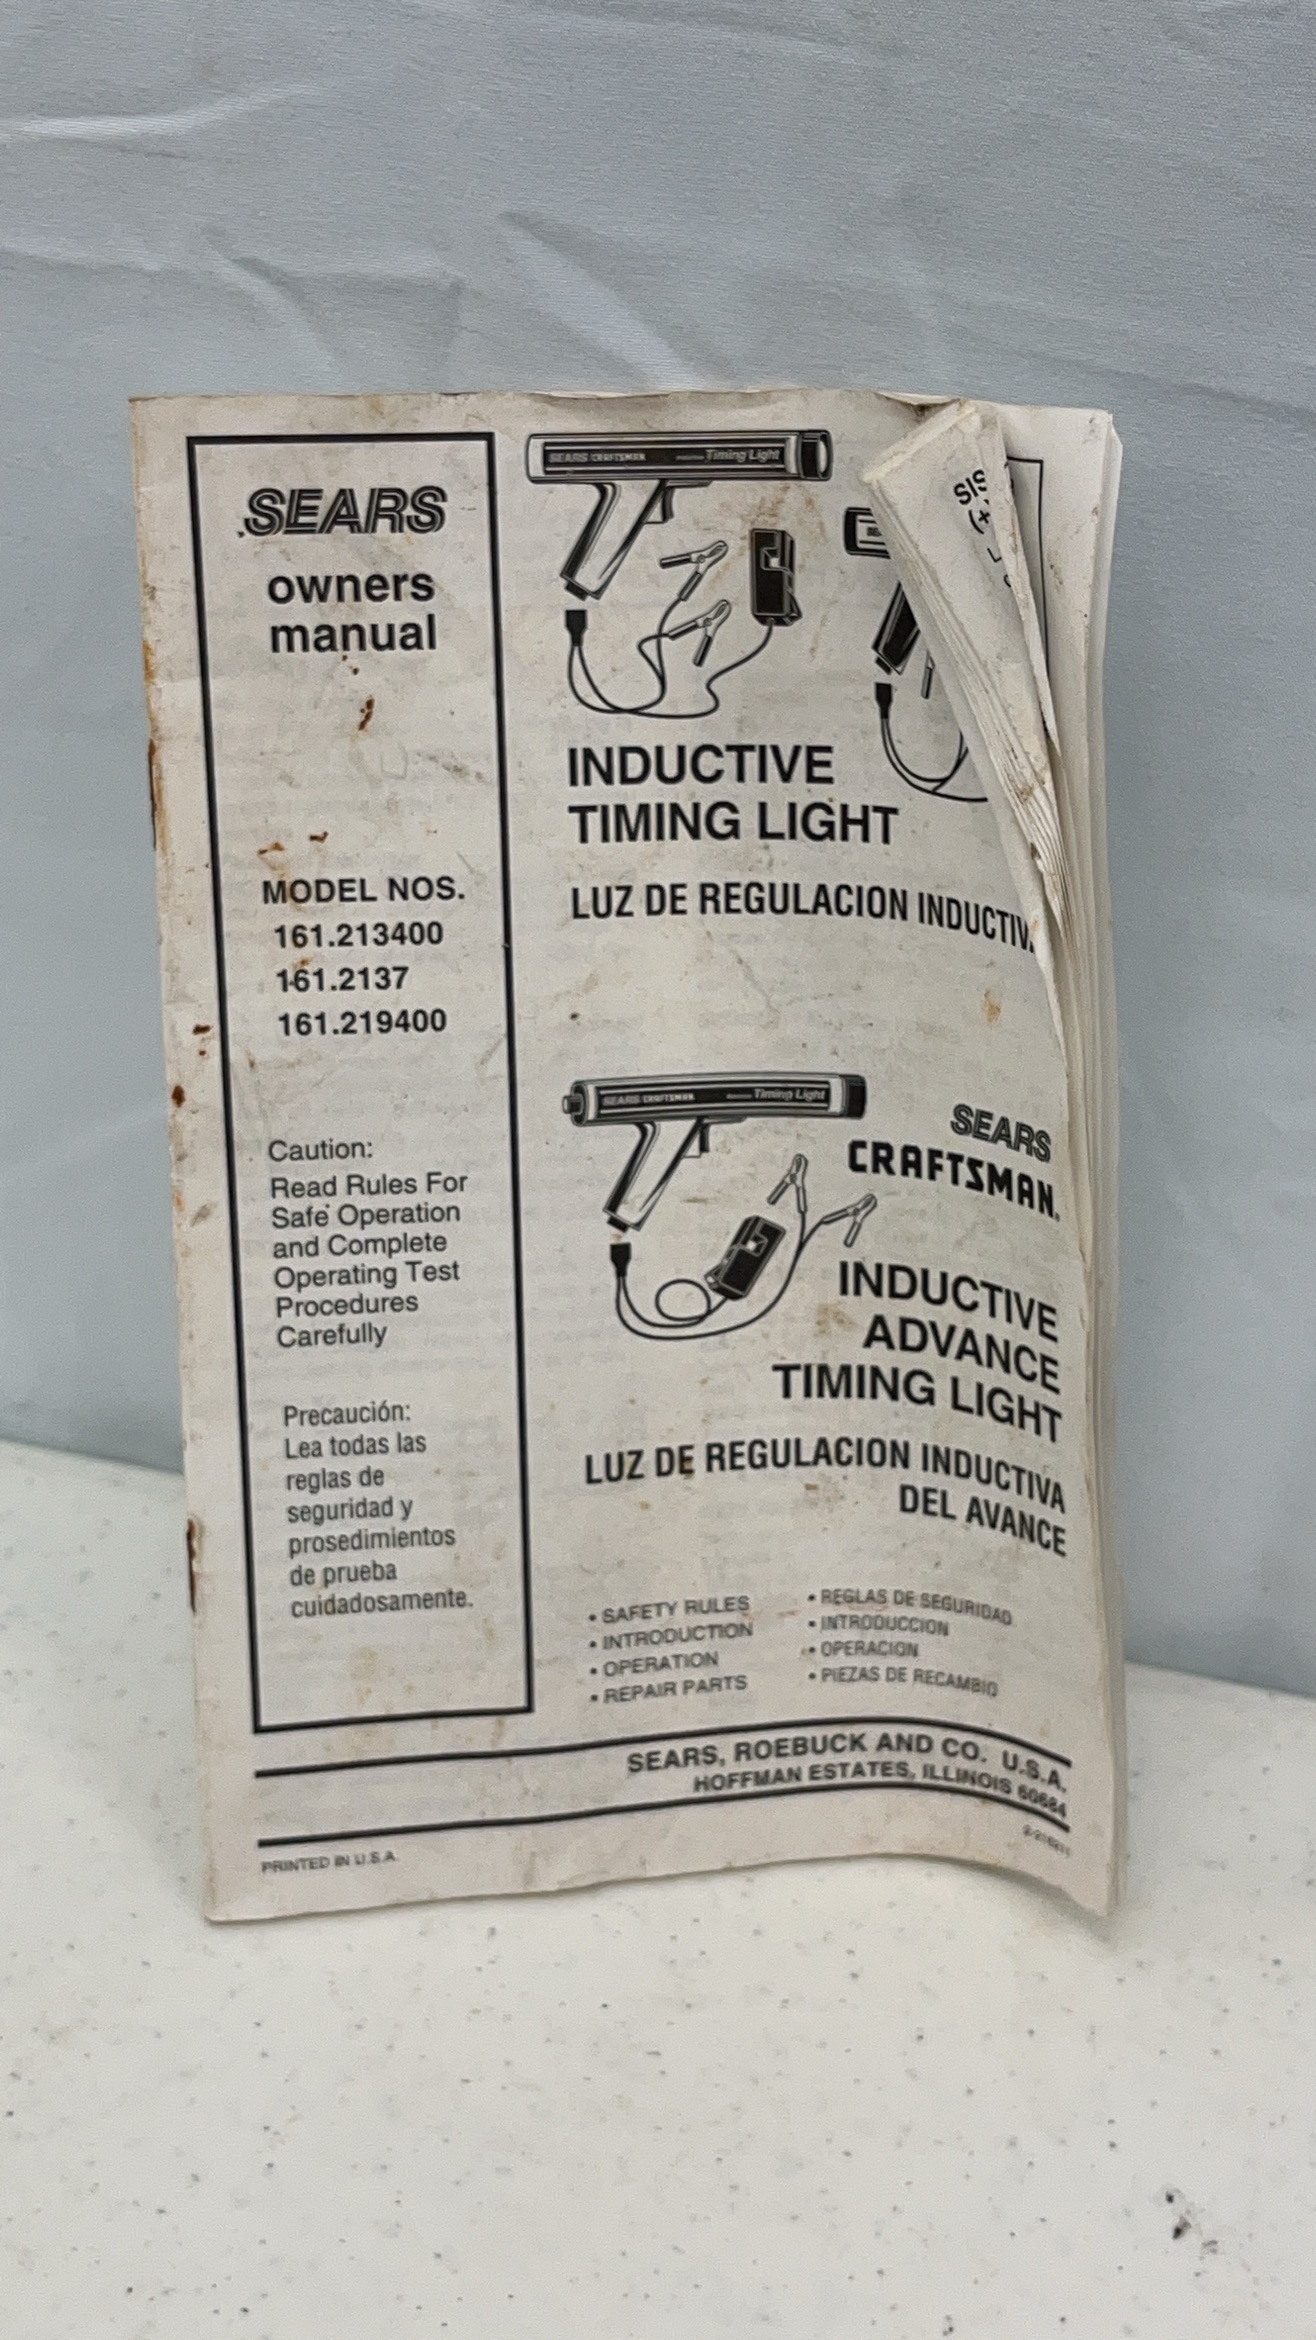 SEARS
owners
manual
MODEL NOS.
161.213400
161.2137
161.219400
Caution:
Read Rules For
Safe Operation
and Complete
Operating Test
Procedures
Carefully
Precaución:
Lea todas las
reglas de
seguridad y
prosedimientos
de prueba
cuidadosamente.
SEARS CRAFTSMAN Timing Light
SIS
(+
INDUCTIVE
TIMING LIGHT
LUZ DE REGULACION INDUCTIV
SEARS CRAFTSMAN Timing Light
SEARS
CRAFTSMAN
INDUCTIVE
ADVANCE
TIMING LIGHT
LUZ DE REGULACION INDUCTIVA
DEL AVANCE
• SAFETY RULES
• INTRODUCTION
• OPERATION
• REPAIR PARTS
• REGLAS DE SEGURIDAD
• INTRODUCCION
• OPERACION
• PIEZAS DE RECAMBIO
SEARS, ROEBUCK AND CO. U.S.A.
HOFFMAN ESTATES, ILLINOIS 60684
PRINTED IN U.S.A.